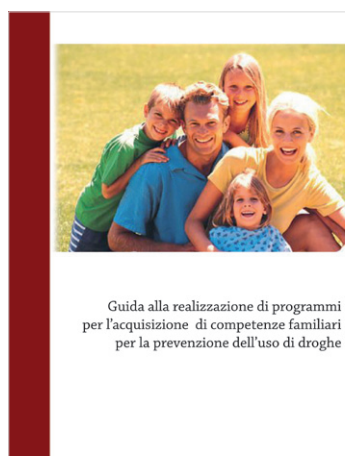 Guida alla realizzazione di programmi
per l'acquisizione di competenze familiari
per la prevenzione dell'uso di droghe